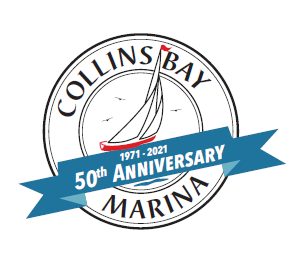 COLLINS BAY
1971 - 2021
50th ANNIVERSARY
MARINA